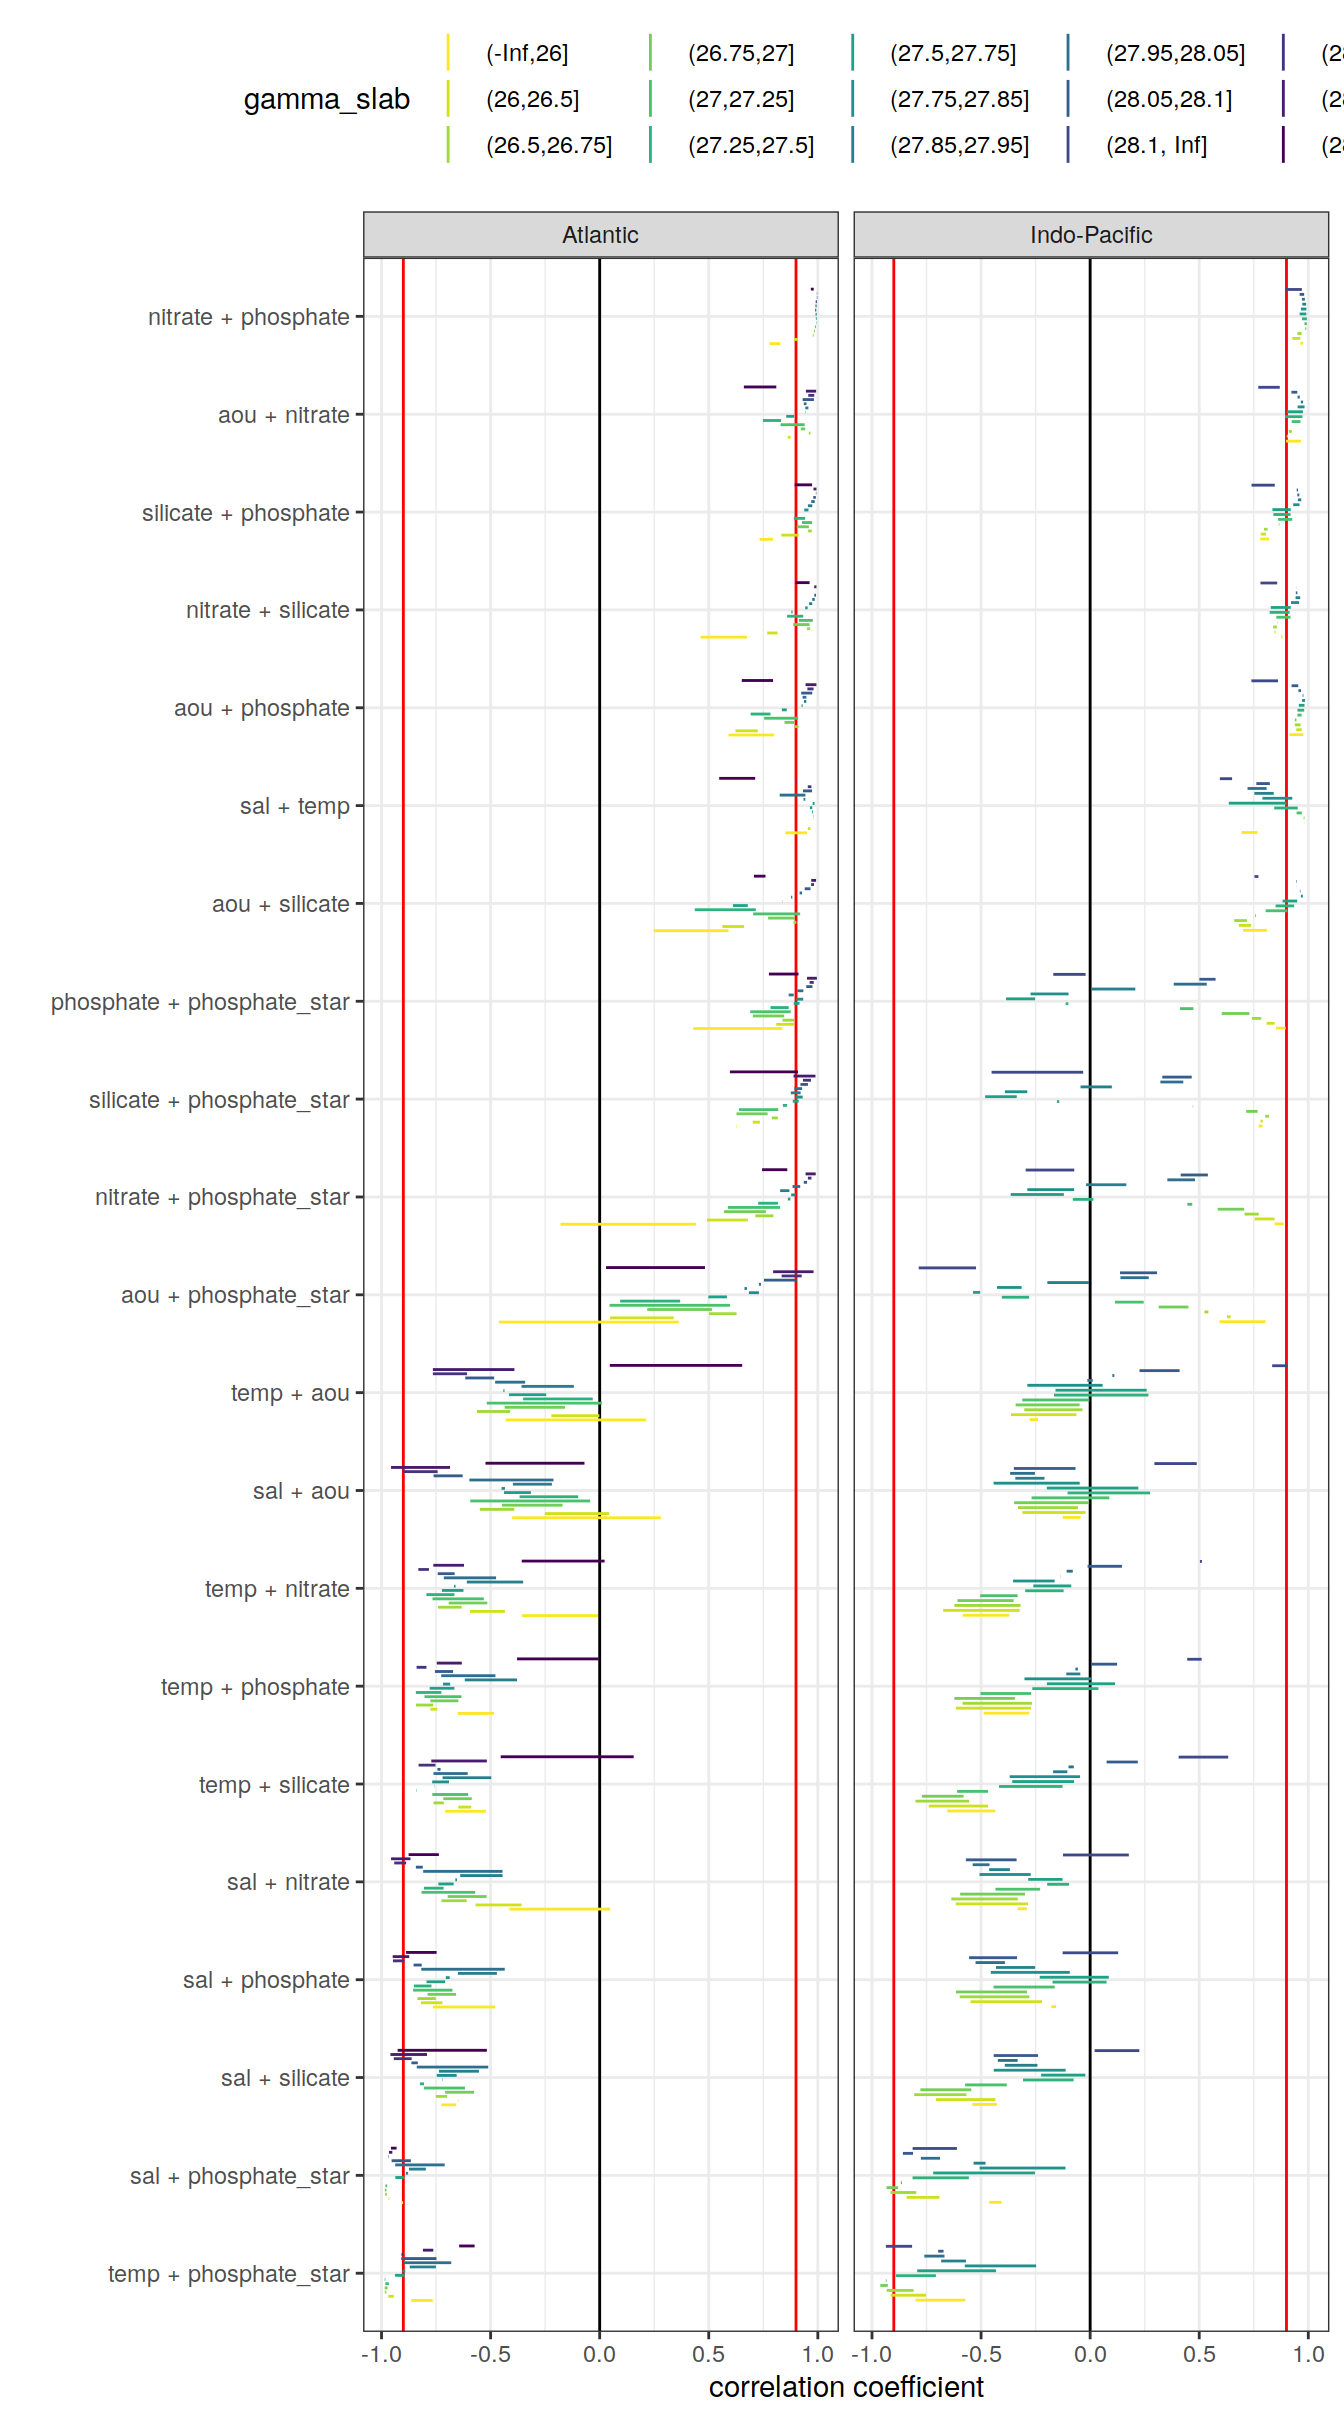 (-Inf,26] (26.75,27] (27.5,27.75] (27.95,28.05]
gamma_slab (26,26.5] (27,27.25] (27.75,27.85] (28.05,28.1]
(26.5,26.75] (27.25,27.5] (27.85,27.95] (28.1, Inf]
Atlantic Indo-Pacific
nitrate + phosphate
aou + nitrate
silicate + phosphate
nitrate + silicate
aou + phosphate
sal + temp
aou + silicate
phosphate + phosphate_star
silicate + phosphate_star
nitrate + phosphate_star
aou + phosphate_star
temp + aou
sal + aou
temp + nitrate
temp + phosphate
temp + silicate
sal + nitrate
sal + phosphate
sal + silicate
sal + phosphate_star
temp + phosphate_star
-1.0 -0.5 0.0 0.5 1.0 -1.0 -0.5 0.0 0.5 1.0
correlation coefficient